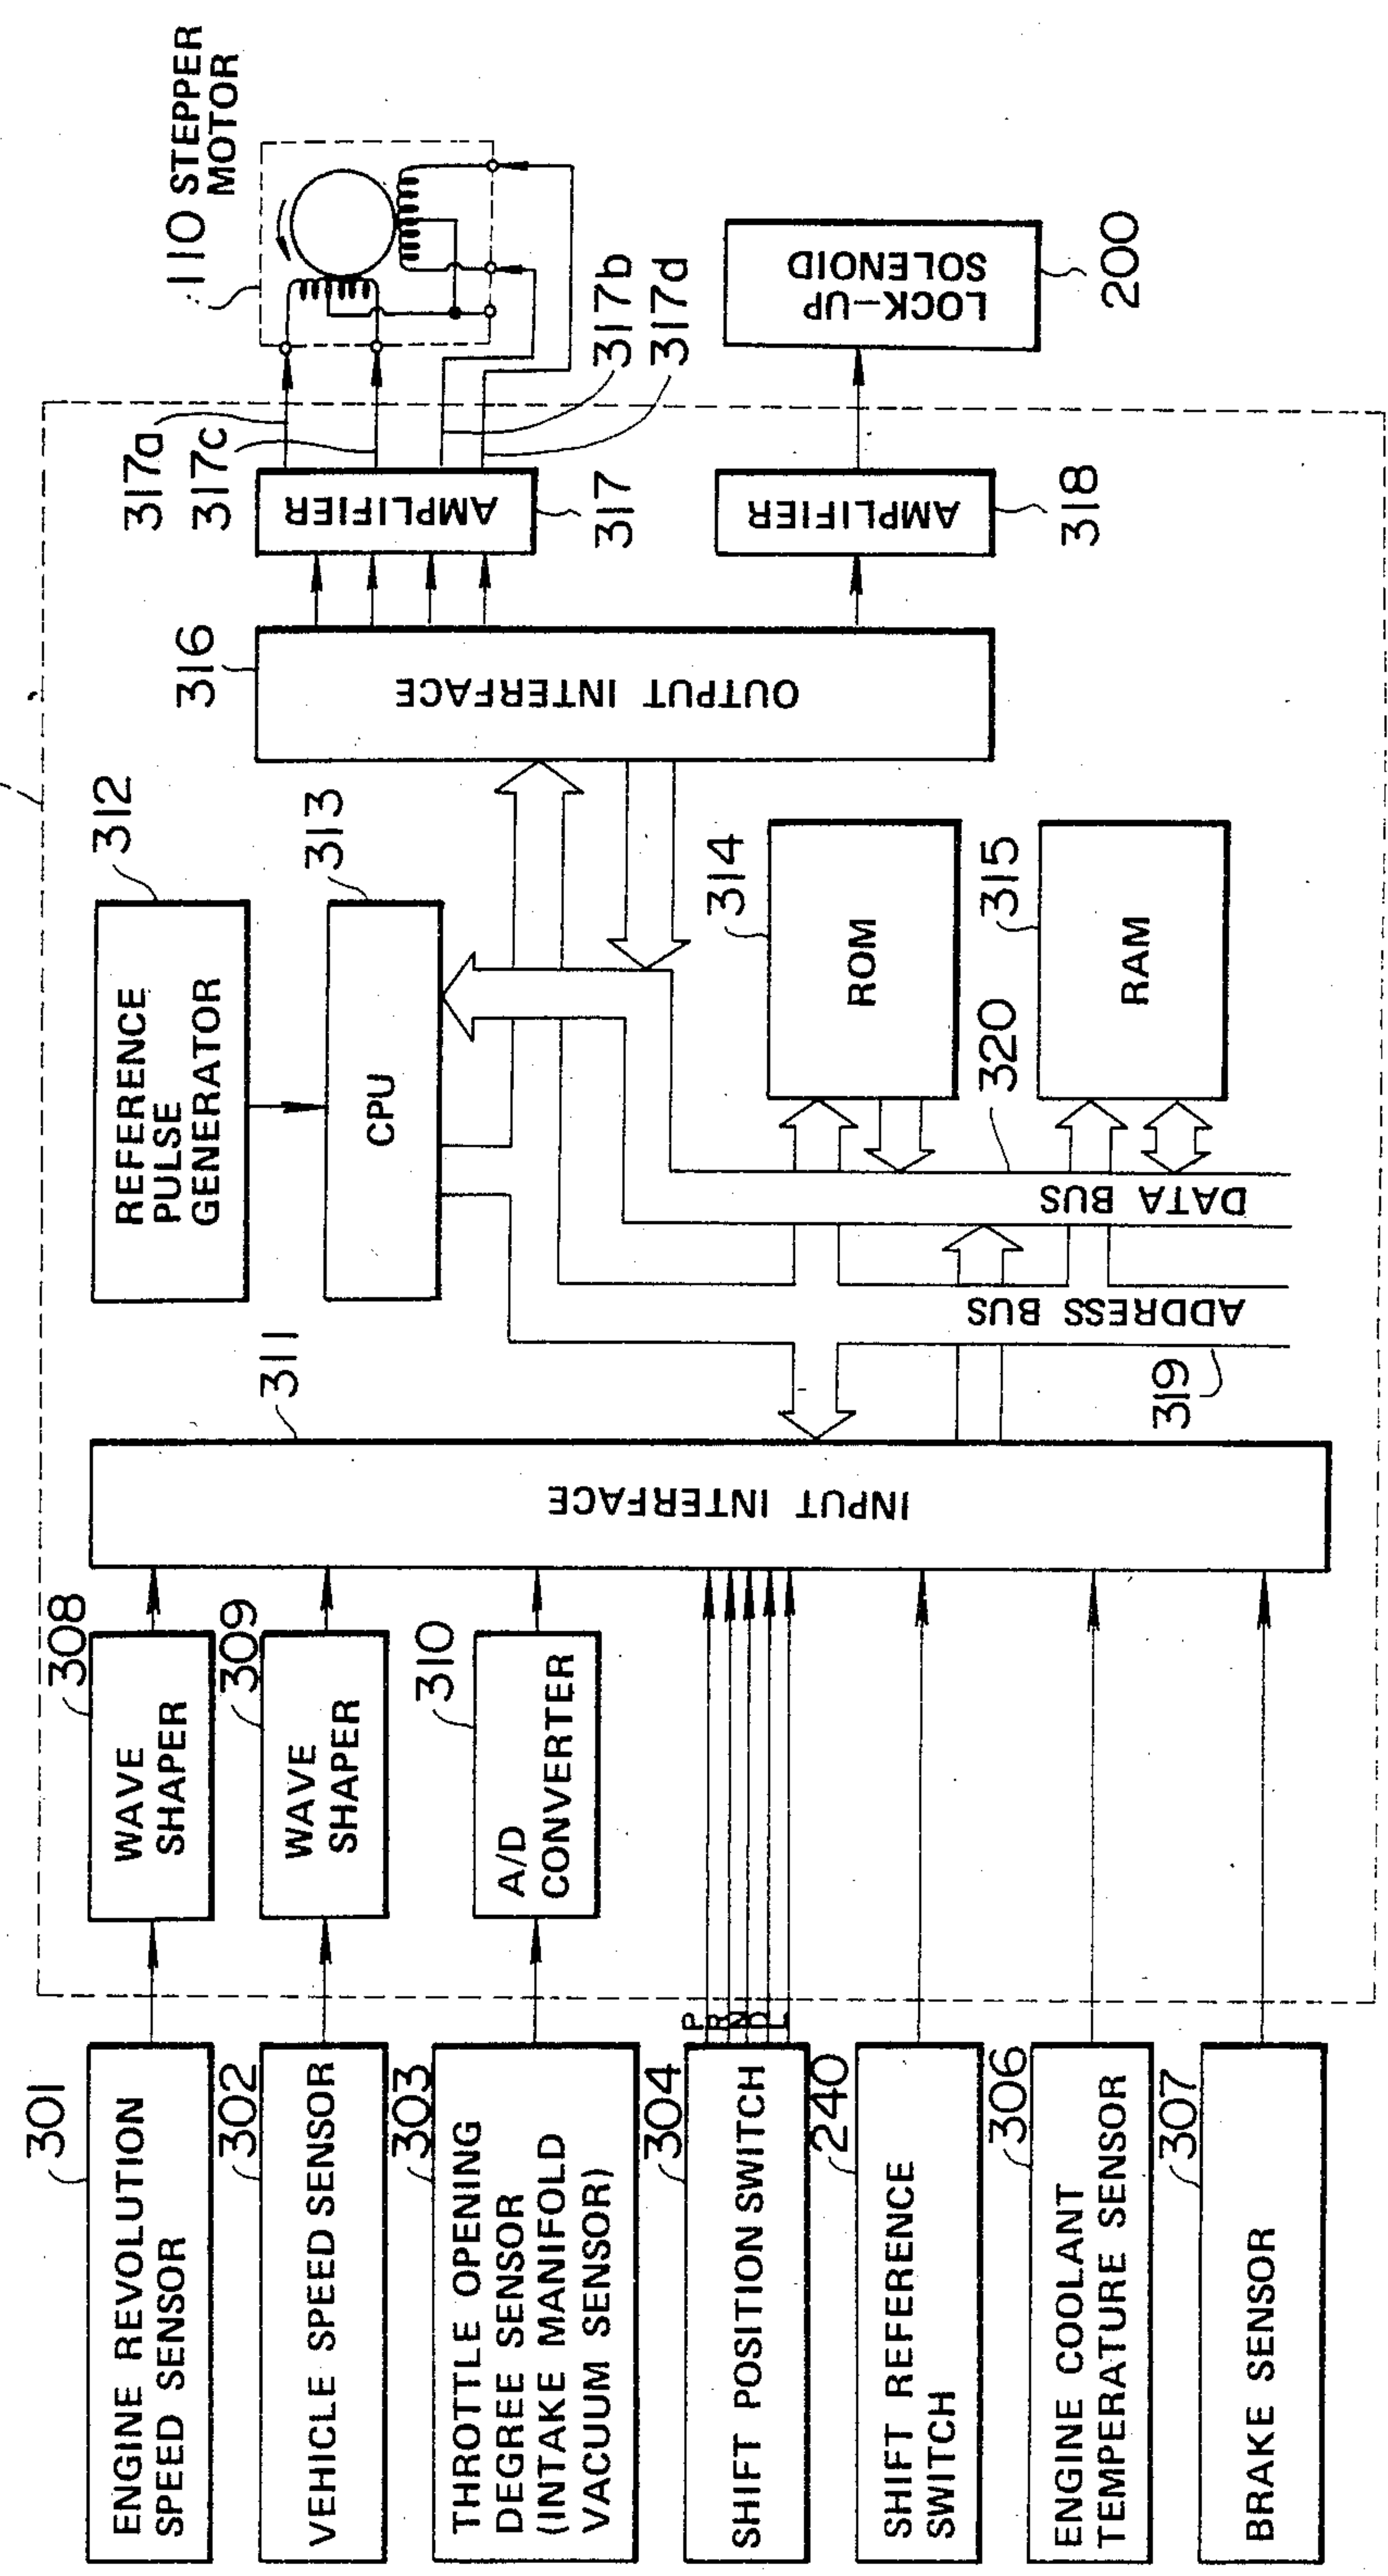 301
ENGINE REVOLUTION
SPEED SENSOR
302
VEHICLE SPEED SENSOR
303
THROTTLE OPENING
DEGREE SENSOR
(INTAKE MANIFOLD
VACUUM SENSOR)
304
SHIFT POSITION SWITCH
P
R
N
D
L
240
SHIFT REFERENCE
SWITCH
306
ENGINE COOLANT
TEMPERATURE SENSOR
307
BRAKE SENSOR
308
WAVE
SHAPER
309
WAVE
SHAPER
310
A/D
CONVERTER
311
INPUT INTERFACE
312
REFERENCE
PULSE
GENERATOR
313
CPU
319
ADDRESS BUS
320
DATA BUS
314
ROM
315
RAM
316
OUTPUT INTERFACE
317
AMPLIFIER
317a
317c
317b
317d
318
AMPLIFIER
110 STEPPER
MOTOR
LOCK-UP
SOLENOID
200